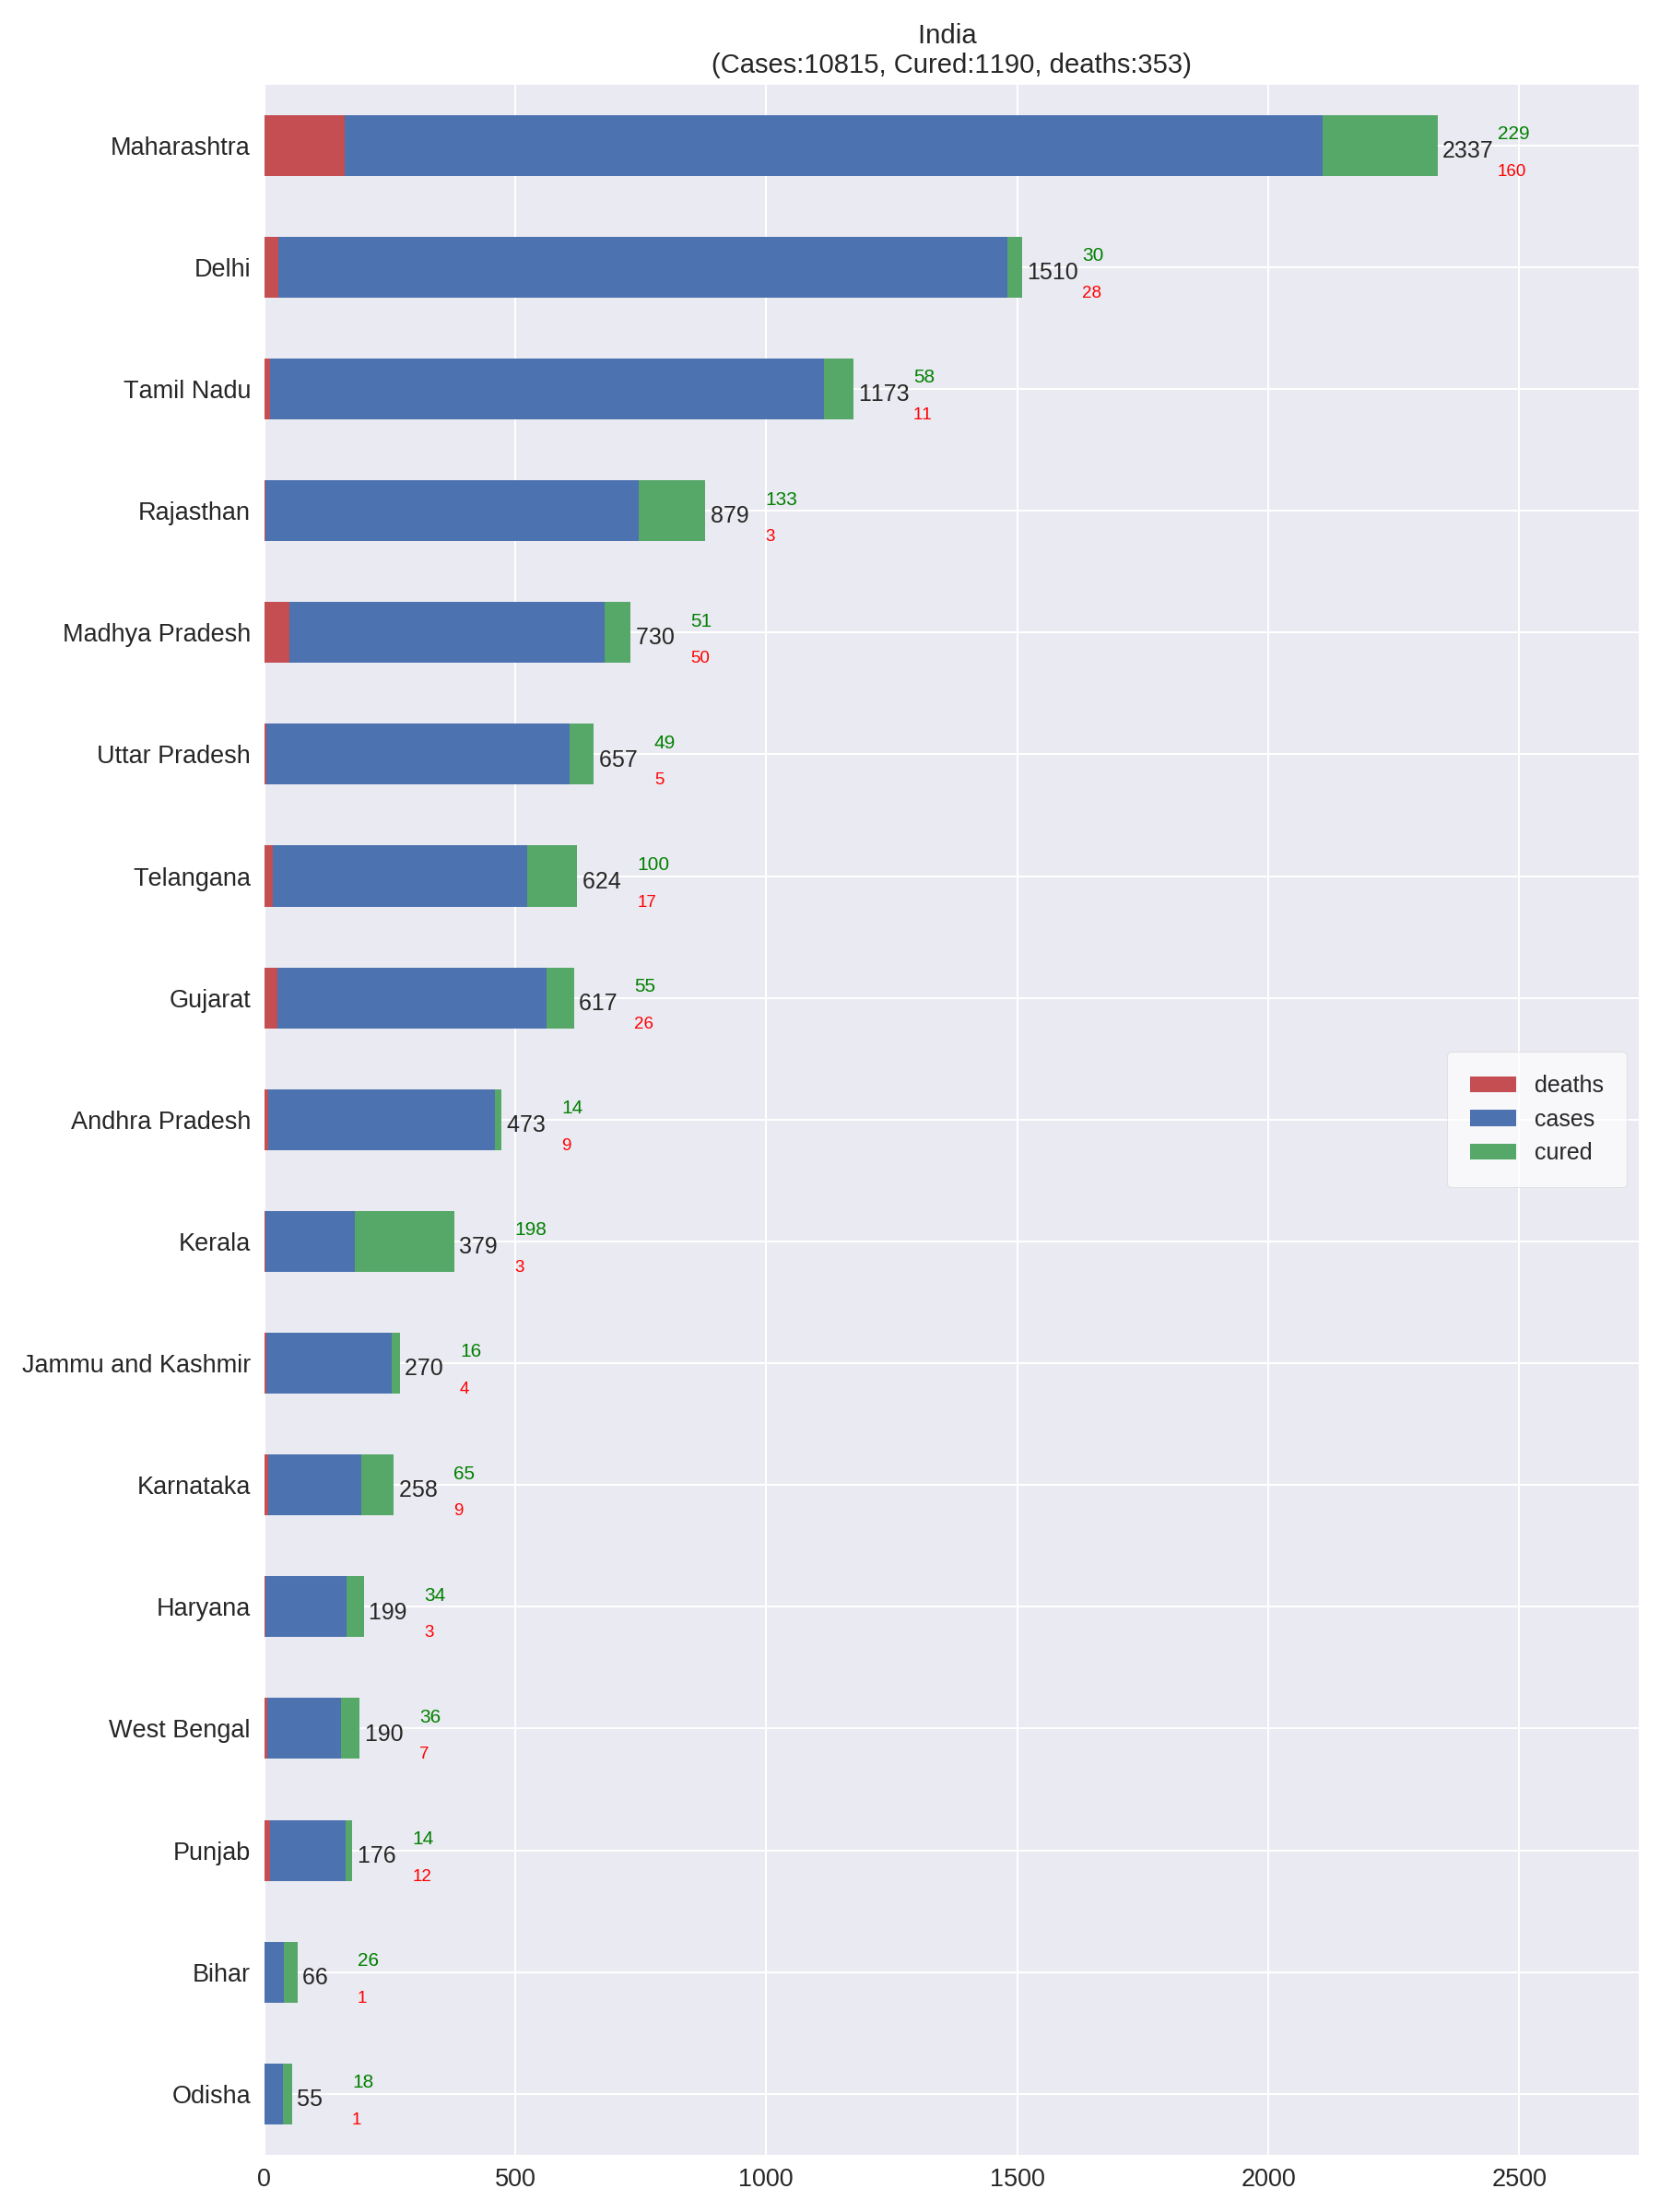 India
(Cases:10815, Cured:1190, deaths:353)
Maharashtra 2337 229 160
Delhi 1510 30 28
Tamil Nadu 1173 58 11
Rajasthan 879 133 3
Madhya Pradesh 730 51 50
Uttar Pradesh 657 49 5
Telangana 624 100 17
Gujarat 617 55 26
Andhra Pradesh 473 14 9
deaths
cases
cured
Kerala 379 198 3
Jammu and Kashmir 270 16 4
Karnataka 258 65 9
Haryana 199 34 3
West Bengal 190 36 7
Punjab 176 14 12
Bihar 66 26 1
Odisha 55 18 1
0 500 1000 1500 2000 2500